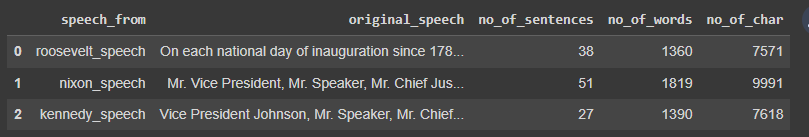 speech_from original_speech no_of_sentences no_of_words no_of_char
0 roosevelt_speech On each national day of inauguration since 178... 38 1360 7571
1 nixon_speech Mr. Vice President, Mr. Speaker, Mr. Chief Jus... 51 1819 9991
2 kennedy_speech Vice President Johnson, Mr. Speaker, Mr. Chief... 27 1390 7618